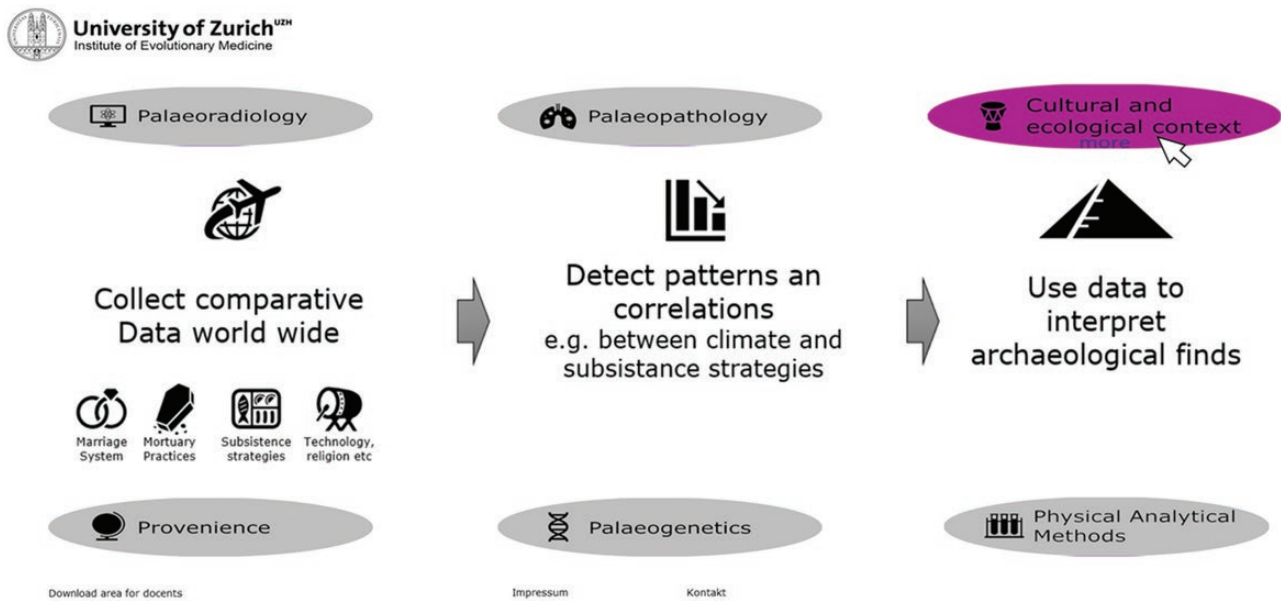 University of Zurich UZH
Institute of Evolutionary Medicine
Palaeoradiology
Palaeopathology
Cultural and
ecological context
more
Collect comparative
Data world wide
Detect patterns an
correlations
e.g. between climate and
subsistance strategies
Use data to
interpret
archaeological finds
Marriage
System
Mortuary
Practices
Subsistence
strategies
Technology,
religion etc
Provenience
Palaeogenetics
Physical Analytical
Methods
Download area for docents
Impressum
Kontakt